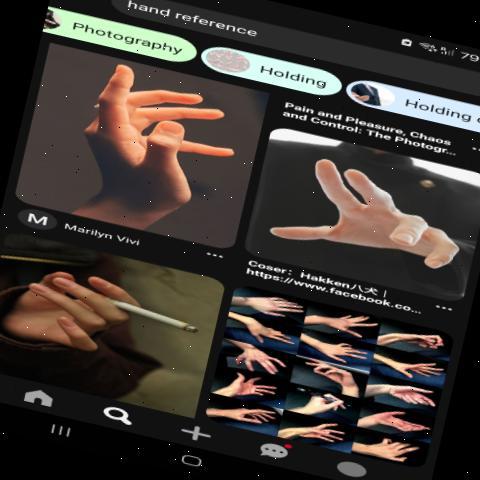 hand reference
79
Photography
Holding
Holding
Pain and Pleasure, Chaos
and Control: The Photogr...
M
Marilyn Vivi
...
Coser：Hakken八犬 |
https://www.facebook.co...
...